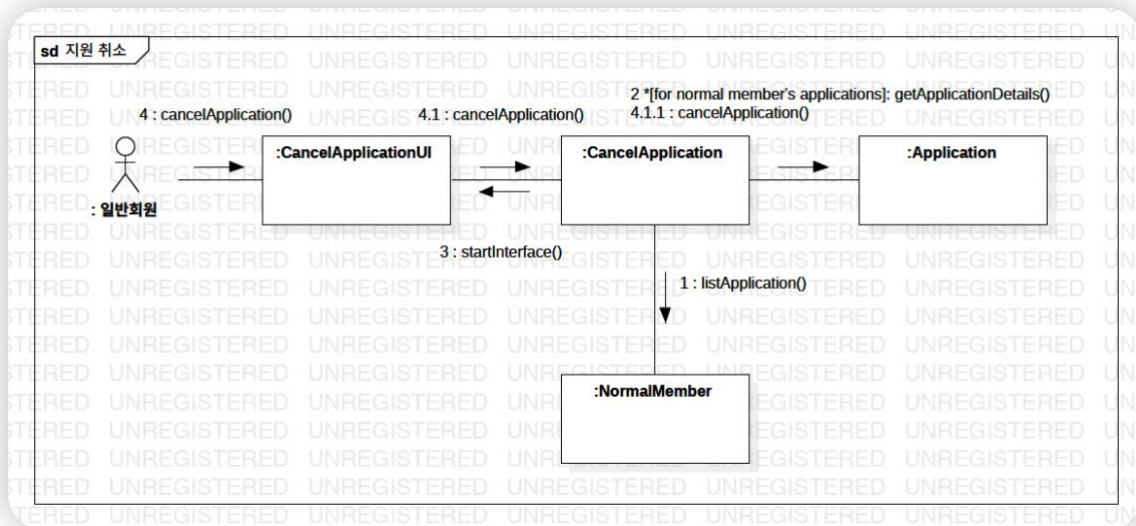 sd 지원 취소
2 *[for normal member's applications]: getApplicationDetails()
4 : cancelApplication()
4.1 : cancelApplication()
4.1.1 : cancelApplication()
:CancelApplicationUI
:CancelApplication
:Application
: 일반회원
3 : startInterface()
1 : listApplication()
:NormalMember
UNREGISTERED